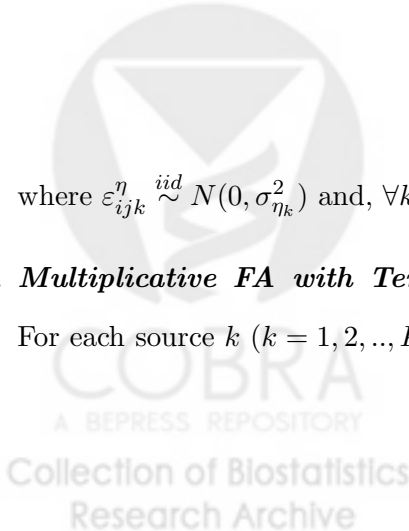 where $\varepsilon^{\eta}_{ijk} \overset{iid}{\sim} N(0, \sigma^2_{\eta_k})$ and, ∀k
. Multiplicative FA with Te
For each source k (k = 1, 2, ..,
COBRA
A BEPRESS REPOSITORY
Collection of Biostatistics
Research Archive